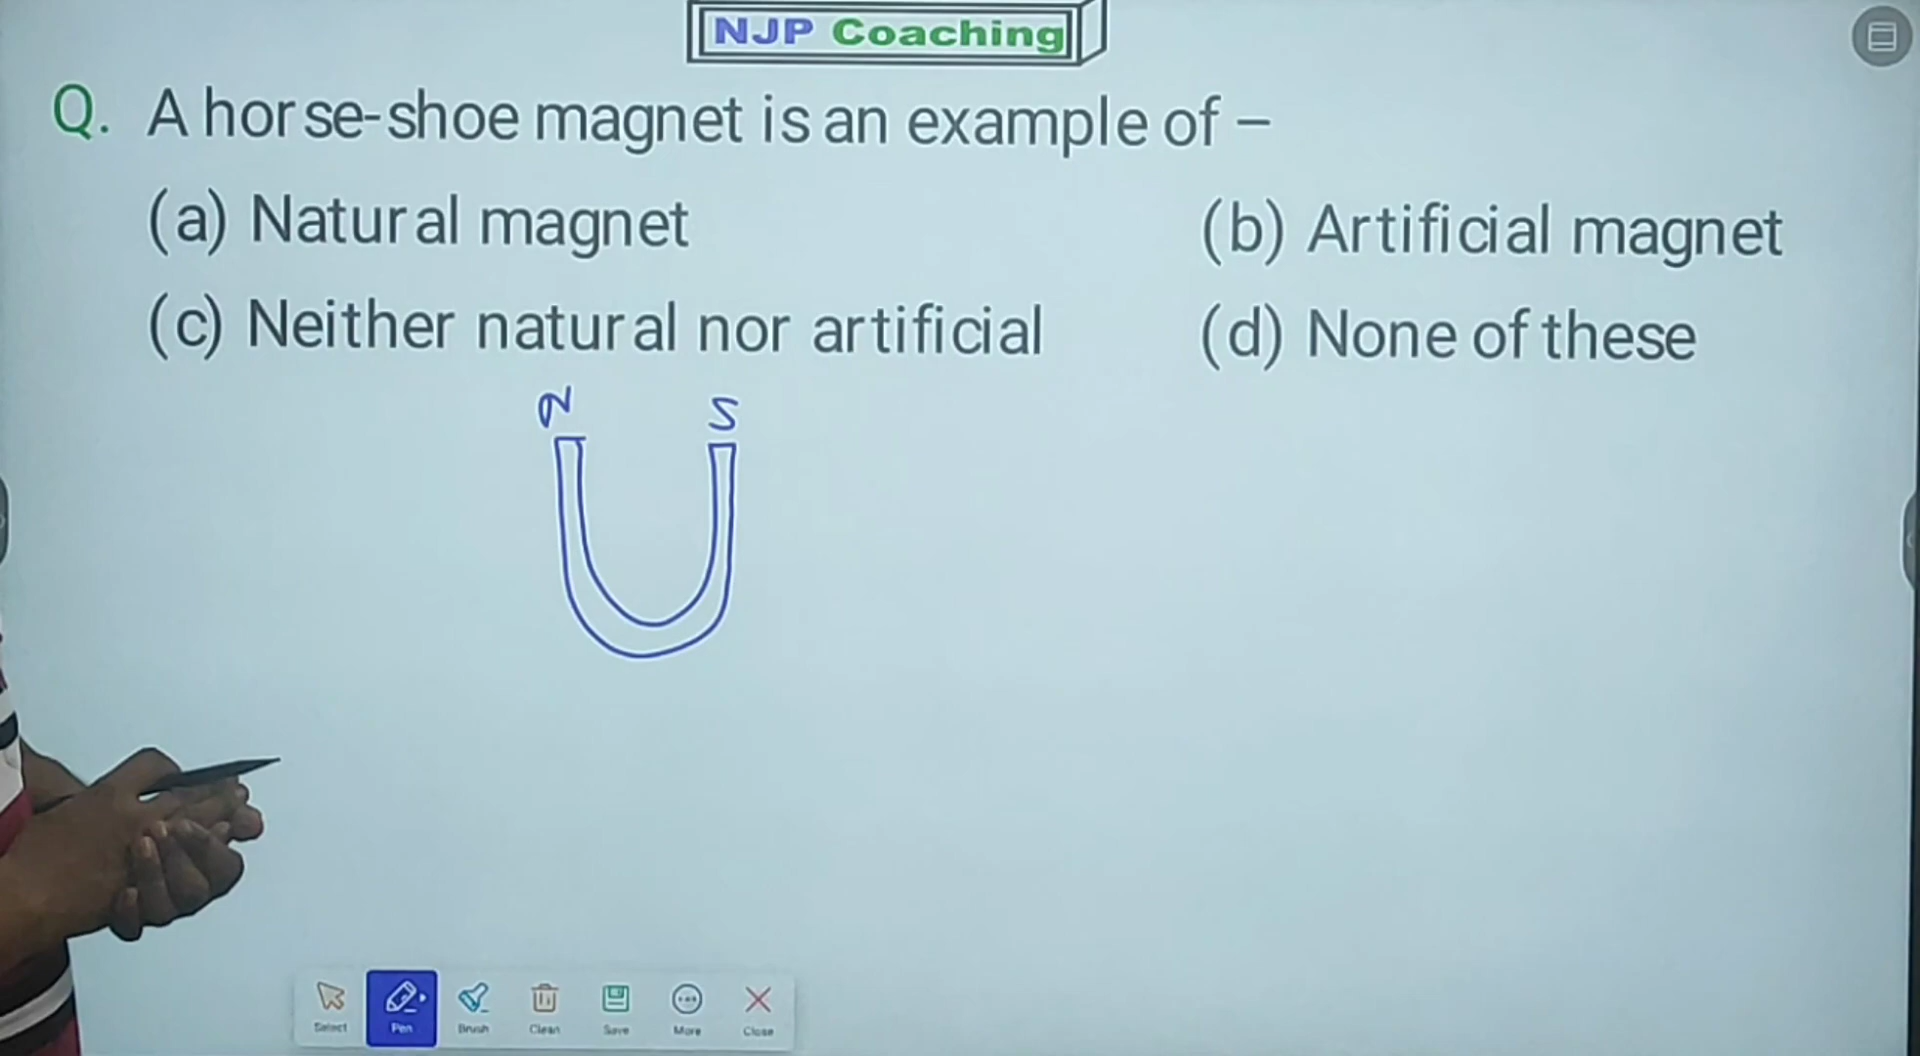 NJP Coaching
Q. A horse-shoe magnet is an example of –
(a) Natural magnet (b) Artificial magnet
(c) Neither natural nor artificial (d) None of these
N S
Select Pen Brush Clean Save More Close